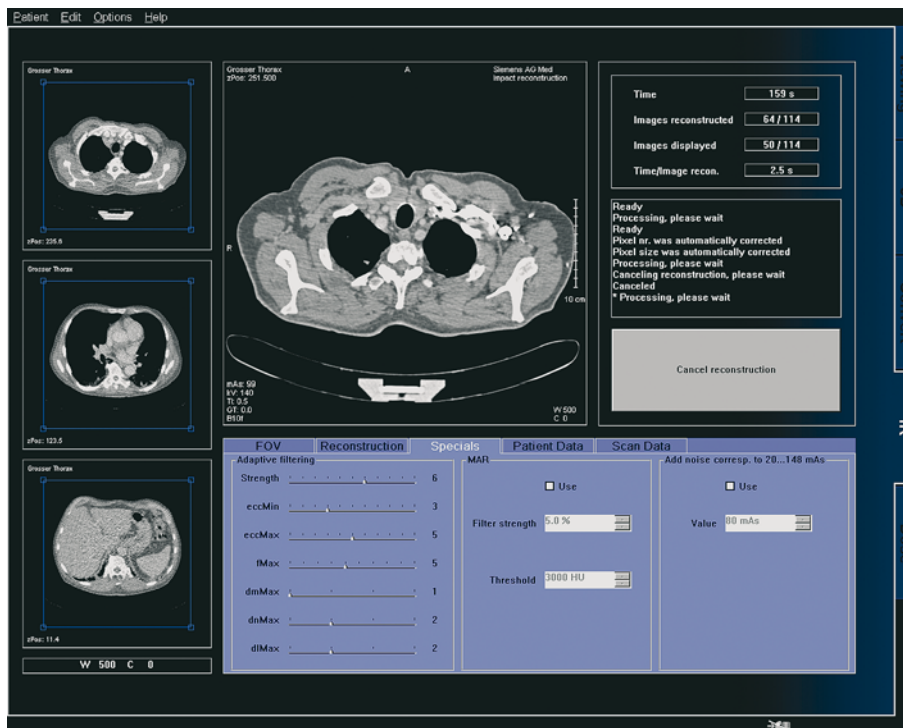 Patient Edit Options Help
Grosser Thorax
zPos: 235.5
Grosser Thorax
zPos: 123.5
Grosser Thorax
zPos: 11.4
W 500 C 0
Grosser Thorax
zPos: 251.500
A
Siemens AG Med
Impact reconstruction
R
10 cm
mAs: 99
kV: 140
TI: 0.5
GT: 0.0
B10f
W 500
C 0
Time 159 s
Images reconstructed 64 / 114
Images displayed 50 / 114
Time/Image recon. 2.5 s
Ready
Processing, please wait
Ready
Pixel nr. was automatically corrected
Pixel size was automatically corrected
Processing, please wait
Canceling reconstruction, please wait
Canceled
* Processing, please wait
Cancel reconstruction
FOV Reconstruction Specials Patient Data Scan Data
Adaptive filtering
Strength 6
eccMin 3
eccMax 5
fMax 5
dmMax 1
dnMax 2
dlMax 2
MAR
Use
Filter strength 5.0 %
Threshold 3000 HU
Add noise corresp. to 20...148 mAs
Use
Value 80 mAs